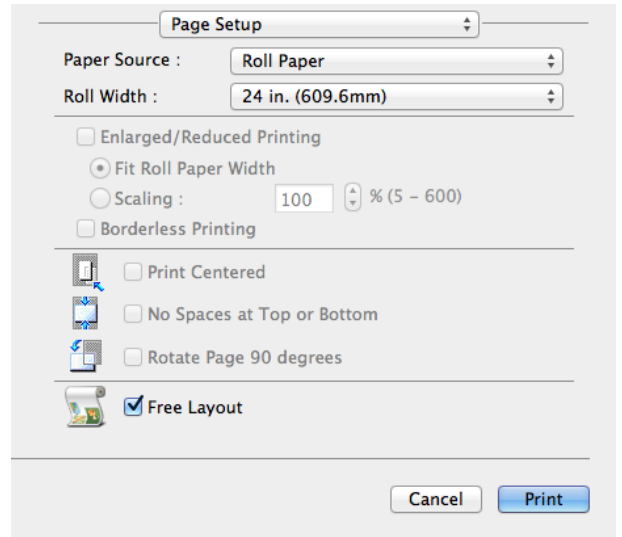 Page Setup
Paper Source : Roll Paper
Roll Width : 24 in. (609.6mm)
Enlarged/Reduced Printing
Fit Roll Paper Width
Scaling : 100 % (5 – 600)
Borderless Printing
Print Centered
No Spaces at Top or Bottom
Rotate Page 90 degrees
Free Layout
Cancel Print